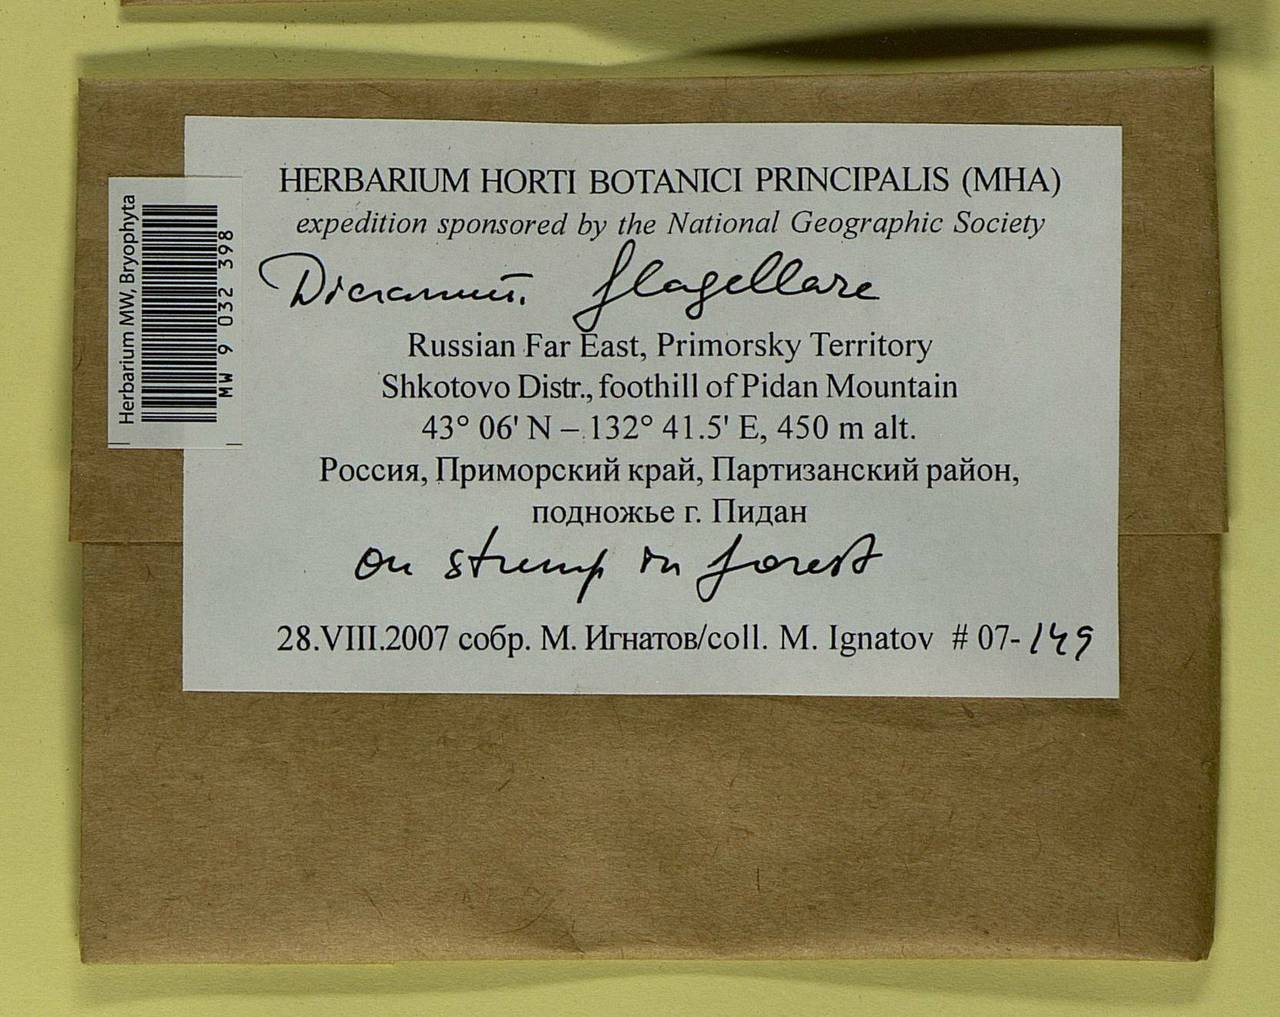 HERBARIUM HORTI BOTANICI PRINCIPALIS (MHA)
expedition sponsored by the National Geographic Society
Dicranum flagellare
Russian Far East, Primorsky Territory
Shkotovo Distr., foothill of Pidan Mountain
43° 06' N – 132° 41.5' E, 450 m alt.
Россия, Приморский край, Партизанский район,
подножье г. Пидан
on stump in forest
28.VIII.2007 собр. М. Игнатов/coll. M. Ignatov # 07-149
Herbarium MW, Bryophyta
MW 9 032 398